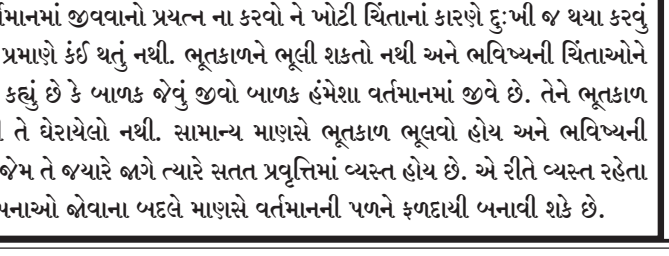 ર્તમાનમાં જીવવાનો પ્રયત્ન ના કરવો ને ખોટી ચિંતાનાં કારણે દુઃખી જ થયા કરવું
પ્રમાણે કંઈ થતું નથી. ભૂતકાળને ભૂલી શકતો નથી અને ભવિષ્યની ચિંતાઓને
કહ્યું છે કે બાળક જેવું જીવો બાળક હંમેશા વર્તમાનમાં જીવે છે. તેને ભૂતકાળ
તે ઘેરાયેલો નથી. સામાન્ય માણસે ભૂતકાળ ભૂલવો હોય અને ભવિષ્યની
જેમ તે જયારે જાગે ત્યારે સતત પ્રવૃત્તિમાં વ્યસ્ત હોય છે. એ રીતે વ્યસ્ત રહેતા
જોવાના બદલે માણસે વર્તમાનની પળને ફળદાયી બનાવી શકે છે.